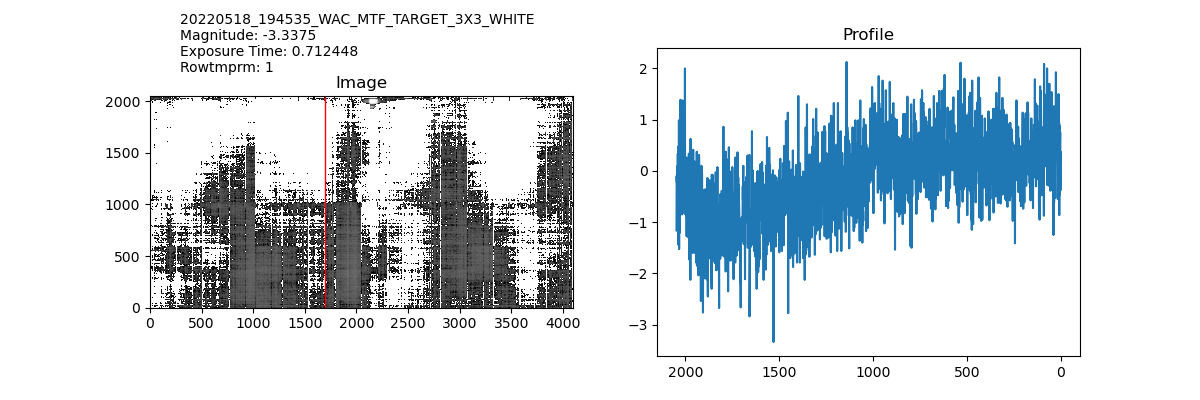 20220518_194535_WAC_MTF_TARGET_3X3_WHITE
Magnitude: -3.3375
Exposure Time: 0.712448
Rowtmprm: 1
Image
2000
1500
1000
500
0
0 500 1000 1500 2000 2500 3000 3500 4000
Profile
2
1
0
−1
−2
−3
2000 1500 1000 500 0